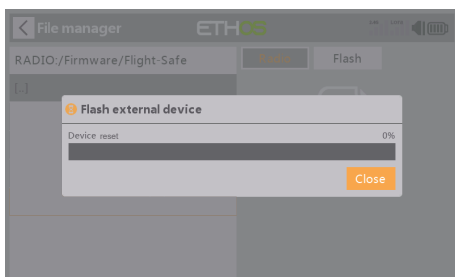 File manager
ETHOS
RADIO:/Firmware/Flight-Safe
Flash
[..]
Flash external device
Device reset
0%
Close